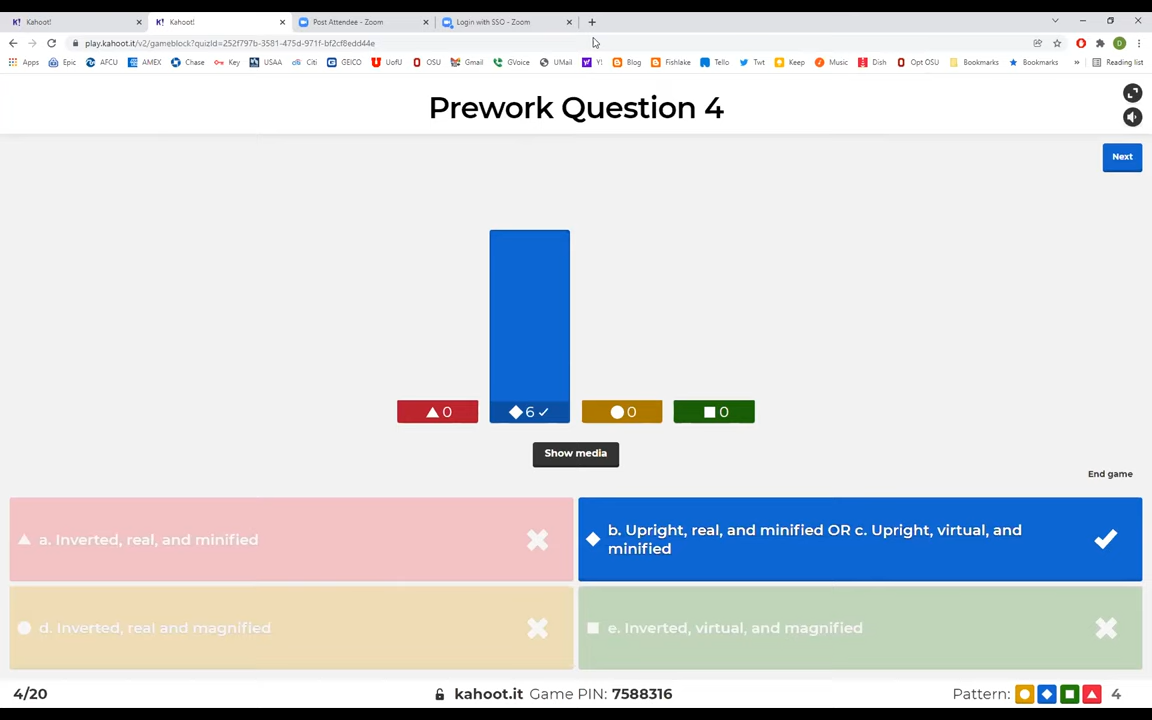 Kahoot!
Kahoot!
Post Attendee - Zoom
Login with SSO - Zoom
play.kahoot.it/v2/gameblock?quizId=252f797b-3581-475d-971f-bf2cf8edd44e
Apps Epic AFCU AMEX Chase Key USAA Citi GEICO UofU OSU Gmail GVoice UMail Y! Blog Fishlake Tello Twt Keep Music Dish Opt OSU Bookmarks Bookmarks » Reading list
Prework Question 4
Next
0
6
0
0
Show media
End game
a. Inverted, real, and minified
b. Upright, real, and minified OR c. Upright, virtual, and
minified
d. Inverted, real and magnified
e. Inverted, virtual, and magnified
4/20
kahoot.it Game PIN: 7588316
Pattern: 4